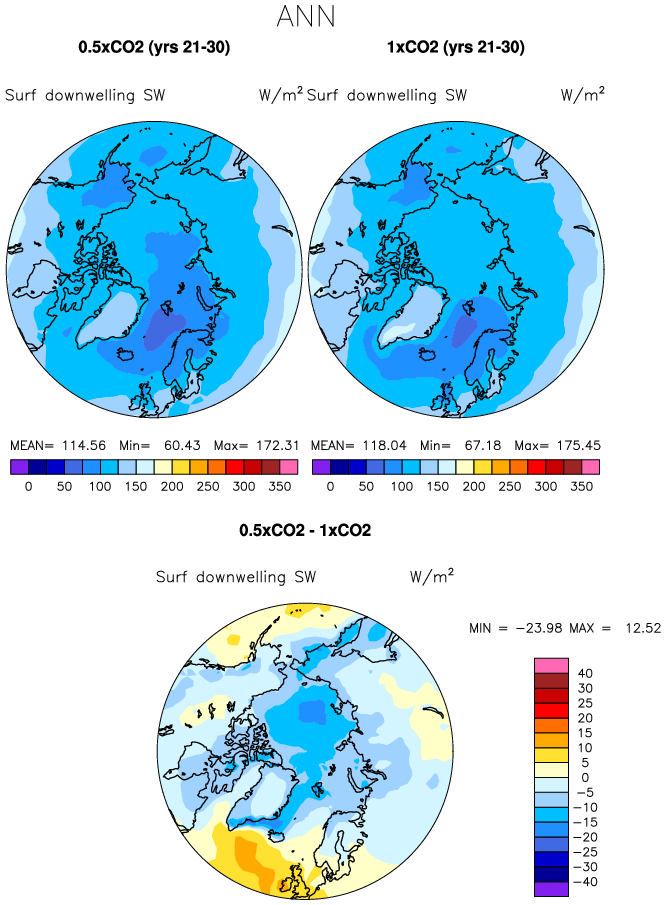 ANN
0.5xCO2 (yrs 21-30) 1xCO2 (yrs 21-30)
Surf downwelling SW W/m² Surf downwelling SW W/m²
MEAN= 114.56 Min= 60.43 Max= 172.31 MEAN= 118.04 Min= 67.18 Max= 175.45
0 50 100 150 200 250 300 350 0 50 100 150 200 250 300 350
0.5xCO2 - 1xCO2
Surf downwelling SW W/m²
MIN = −23.98 MAX = 12.52
40
30
25
20
15
10
5
0
−5
−10
−15
−20
−25
−30
−40